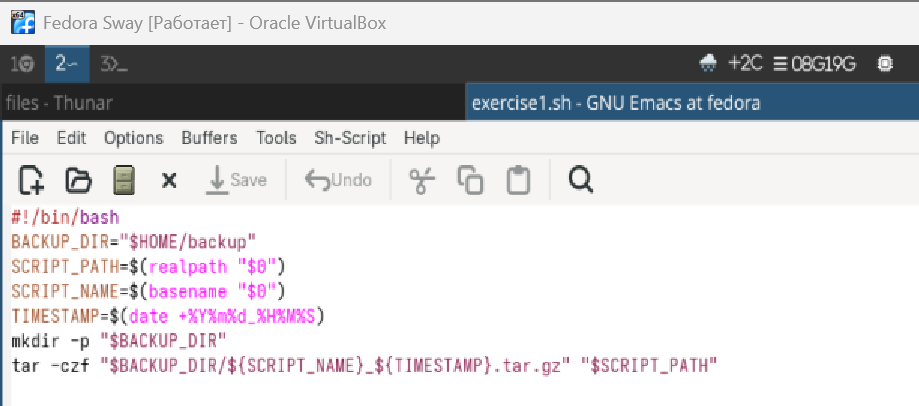 Fedora Sway [Работает] - Oracle VirtualBox
1 2 3 +2C 08G19G
files - Thunar exercise1.sh - GNU Emacs at fedora
File Edit Options Buffers Tools Sh-Script Help
Save Undo
#!/bin/bash
BACKUP_DIR="$HOME/backup"
SCRIPT_PATH=$(realpath "$0")
SCRIPT_NAME=$(basename "$0")
TIMESTAMP=$(date +%Y%m%d_%H%M%S)
mkdir -p "$BACKUP_DIR"
tar -czf "$BACKUP_DIR/${SCRIPT_NAME}_${TIMESTAMP}.tar.gz" "$SCRIPT_PATH"